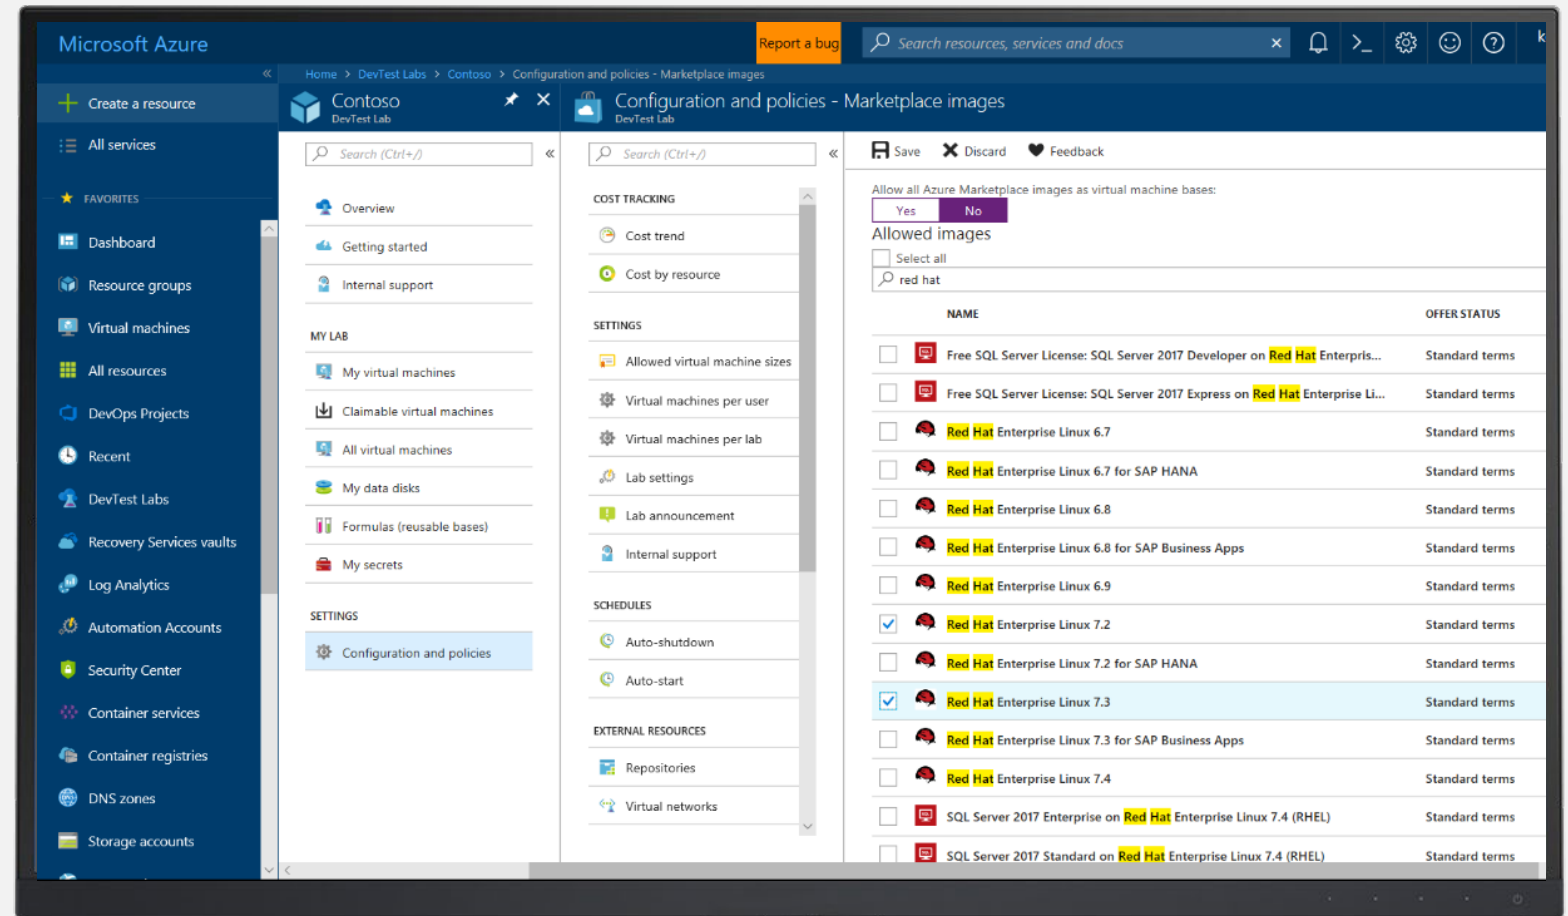 Microsoft Azure
Report a bug
Search resources, services and docs
k
Home > DevTest Labs > Contoso > Configuration and policies - Marketplace images
Create a resource
All services
FAVORITES
Dashboard
Resource groups
Virtual machines
All resources
DevOps Projects
Recent
DevTest Labs
Recovery Services vaults
Log Analytics
Automation Accounts
Security Center
Container services
Container registries
DNS zones
Storage accounts
Contoso
DevTest Lab
Search (Ctrl+/)
Overview
Getting started
Internal support
MY LAB
My virtual machines
Claimable virtual machines
All virtual machines
My data disks
Formulas (reusable bases)
My secrets
SETTINGS
Configuration and policies
Configuration and policies - Marketplace images
DevTest Lab
Search (Ctrl+/)
COST TRACKING
Cost trend
Cost by resource
SETTINGS
Allowed virtual machine sizes
Virtual machines per user
Virtual machines per lab
Lab settings
Lab announcement
Internal support
SCHEDULES
Auto-shutdown
Auto-start
EXTERNAL RESOURCES
Repositories
Virtual networks
Save Discard Feedback
Allow all Azure Marketplace images as virtual machine bases:
Yes No
Allowed images
Select all
red hat
NAME OFFER STATUS
Free SQL Server License: SQL Server 2017 Developer on Red Hat Enterpris... Standard terms
Free SQL Server License: SQL Server 2017 Express on Red Hat Enterprise Li... Standard terms
Red Hat Enterprise Linux 6.7 Standard terms
Red Hat Enterprise Linux 6.7 for SAP HANA Standard terms
Red Hat Enterprise Linux 6.8 Standard terms
Red Hat Enterprise Linux 6.8 for SAP Business Apps Standard terms
Red Hat Enterprise Linux 6.9 Standard terms
Red Hat Enterprise Linux 7.2 Standard terms
Red Hat Enterprise Linux 7.2 for SAP HANA Standard terms
Red Hat Enterprise Linux 7.3 Standard terms
Red Hat Enterprise Linux 7.3 for SAP Business Apps Standard terms
Red Hat Enterprise Linux 7.4 Standard terms
SQL Server 2017 Enterprise on Red Hat Enterprise Linux 7.4 (RHEL) Standard terms
SQL Server 2017 Standard on Red Hat Enterprise Linux 7.4 (RHEL) Standard terms